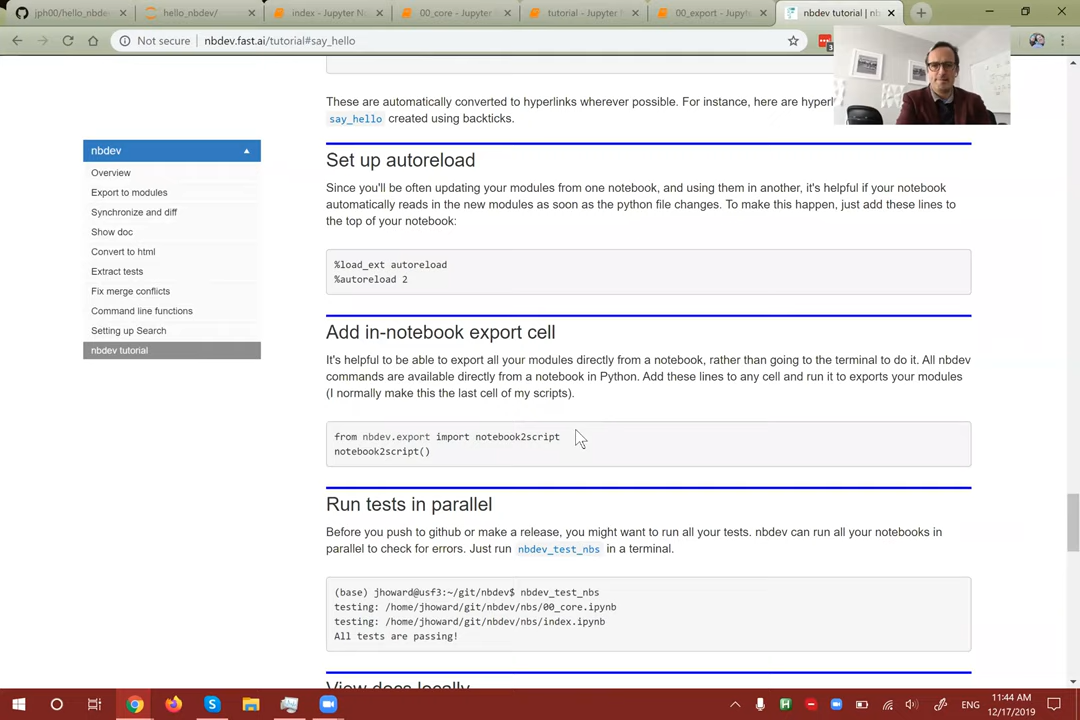 jph00/hello_nbde
hello_nbdev/
index - Jupyter N
00_core - Jupyter
tutorial - Jupyter
00_export - Jupyte
nbdev tutorial | nb
Not secure
nbdev.fast.ai/tutorial#say_hello
3
These are automatically converted to hyperlinks wherever possible. For instance, here are hyperl
say_hello created using backticks.
nbdev
Overview
Export to modules
Synchronize and diff
Show doc
Convert to html
Extract tests
Fix merge conflicts
Command line functions
Setting up Search
nbdev tutorial
Set up autoreload
Since you'll be often updating your modules from one notebook, and using them in another, it's helpful if your notebook
automatically reads in the new modules as soon as the python file changes. To make this happen, just add these lines to
the top of your notebook:
%load_ext autoreload
%autoreload 2
Add in-notebook export cell
It's helpful to be able to export all your modules directly from a notebook, rather than going to the terminal to do it. All nbdev
commands are available directly from a notebook in Python. Add these lines to any cell and run it to exports your modules
(I normally make this the last cell of my scripts).
from nbdev.export import notebook2script
notebook2script()
Run tests in parallel
Before you push to github or make a release, you might want to run all your tests. nbdev can run all your notebooks in
parallel to check for errors. Just run nbdev_test_nbs in a terminal.
(base) jhoward@usf3:~/git/nbdev$ nbdev_test_nbs
testing: /home/jhoward/git/nbdev/nbs/00_core.ipynb
testing: /home/jhoward/git/nbdev/nbs/index.ipynb
All tests are passing!
View docs locally
ENG
11:44 AM
12/17/2019